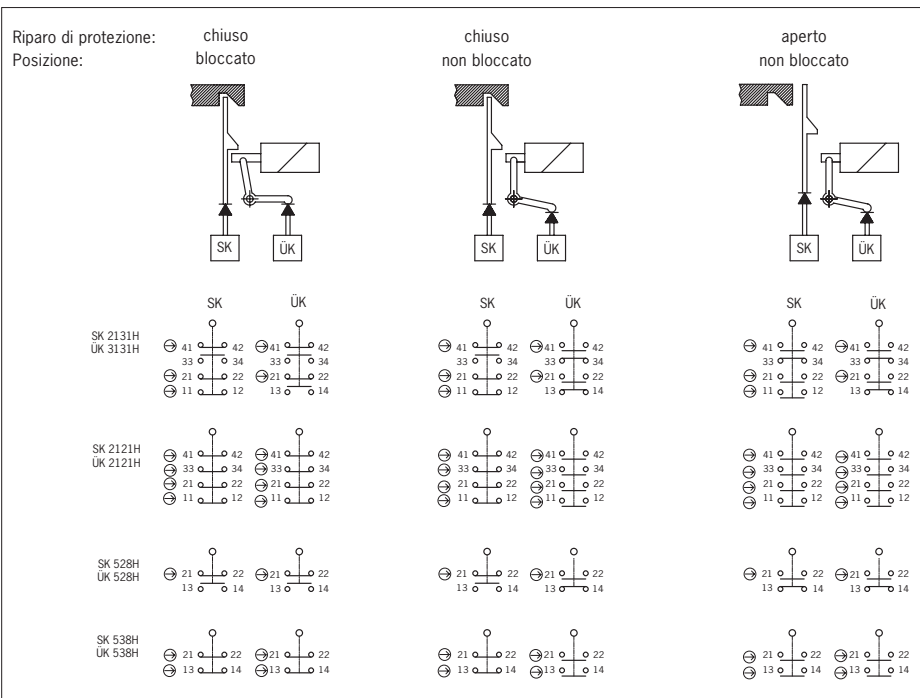 Riparo di protezione: chiuso chiuso aperto
Posizione: bloccato non bloccato non bloccato
SK ÜK SK ÜK SK ÜK
SK ÜK SK ÜK SK ÜK
SK 2131H
ÜK 3131H
41 42 41 42 41 42 41 42 41 42 41 42
33 34 33 34 33 34 33 34 33 34 33 34
21 22 21 22 21 22 21 22 21 22 21 22
11 12 13 14 11 12 13 14 11 12 13 14
SK 2121H
ÜK 2121H
41 42 41 42 41 42 41 42 41 42 41 42
33 34 33 34 33 34 33 34 33 34 33 34
21 22 21 22 21 22 21 22 21 22 21 22
11 12 11 12 11 12 11 12 11 12 11 12
SK 528H
ÜK 528H
21 22 21 22 21 22 21 22 21 22 21 22
13 14 13 14 13 14 13 14 13 14 13 14
SK 538H
ÜK 538H
21 22 21 22 21 22 21 22 21 22 21 22
13 14 13 14 13 14 13 14 13 14 13 14